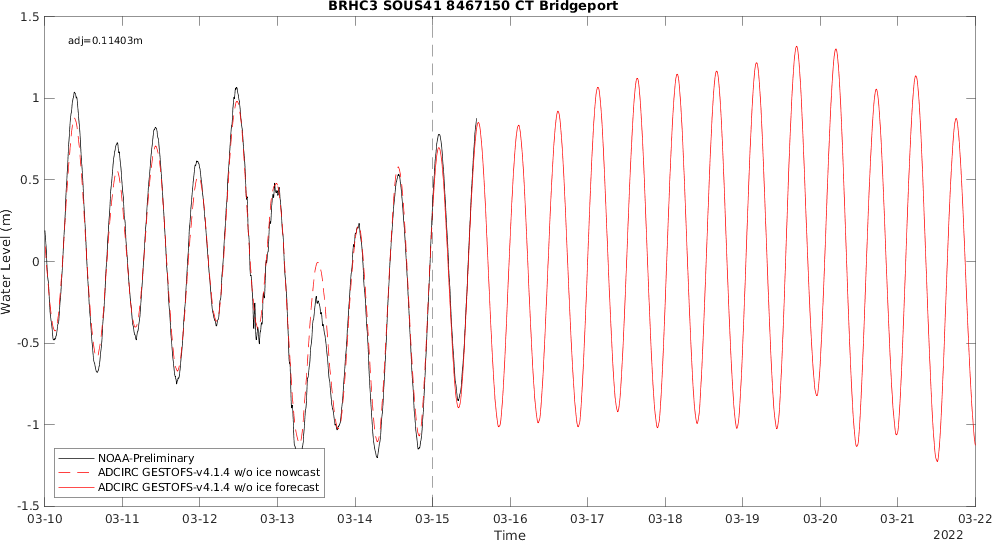 BRHC3 SOUS41 8467150 CT Bridgeport
adj=0.11403m
Water Level (m)
1.5
1
0.5
0
-0.5
-1
-1.5
NOAA-Preliminary
ADCIRC GESTOFS-v4.1.4 w/o ice nowcast
ADCIRC GESTOFS-v4.1.4 w/o ice forecast
03-10 03-11 03-12 03-13 03-14 03-15 03-16 03-17 03-18 03-19 03-20 03-21 03-22
Time
2022